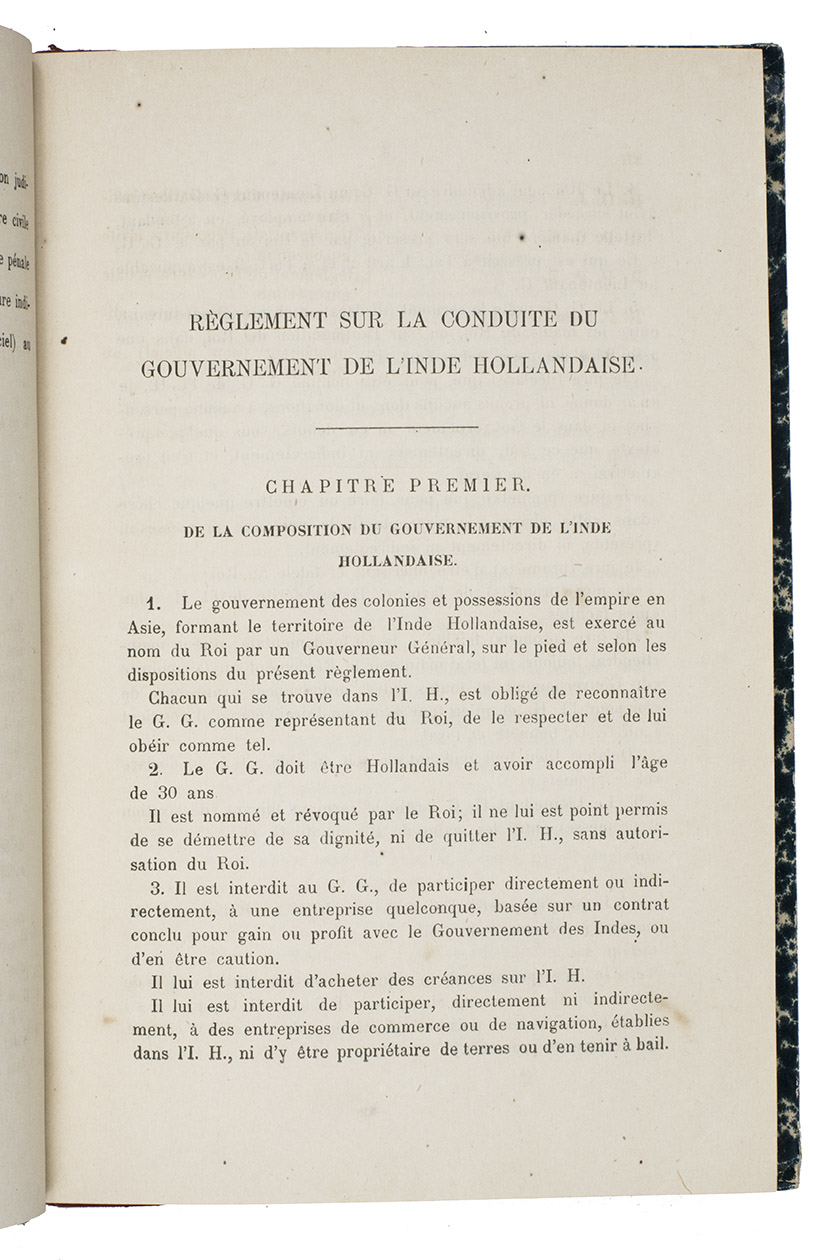 on judi-
re civile
e pénale
ure indi-
ciel) au
RÈGLEMENT SUR LA CONDUITE DU
GOUVERNEMENT DE L'INDE HOLLANDAISE.
CHAPITRE PREMIER.
DE LA COMPOSITION DU GOUVERNEMENT DE L'INDE
HOLLANDAISE.
1. Le gouvernement des colonies et possessions de l'empire en
Asie, formant le territoire de l'Inde Hollandaise, est exercé au
nom du Roi par un Gouverneur Général, sur le pied et selon les
dispositions du présent règlement.
Chacun qui se trouve dans l'I. H., est obligé de reconnaître
le G. G. comme représentant du Roi, de le respecter et de lui
obéir comme tel.
2. Le G. G. doit être Hollandais et avoir accompli l'âge
de 30 ans
Il est nommé et révoqué par le Roi; il ne lui est point permis
de se démettre de sa dignité, ni de quitter l'I. H., sans autori-
sation du Roi.
3. Il est interdit au G. G., de participer directement ou indi-
rectement, à une entreprise quelconque, basée sur un contrat
conclu pour gain ou profit avec le Gouvernement des Indes, ou
d'en être caution.
Il lui est interdit d'acheter des créances sur l'I. H.
Il lui est interdit de participer, directement ni indirecte-
ment, à des entreprises de commerce ou de navigation, établies
dans l'I. H., ni d'y être propriétaire de terres ou d'en tenir à bail.